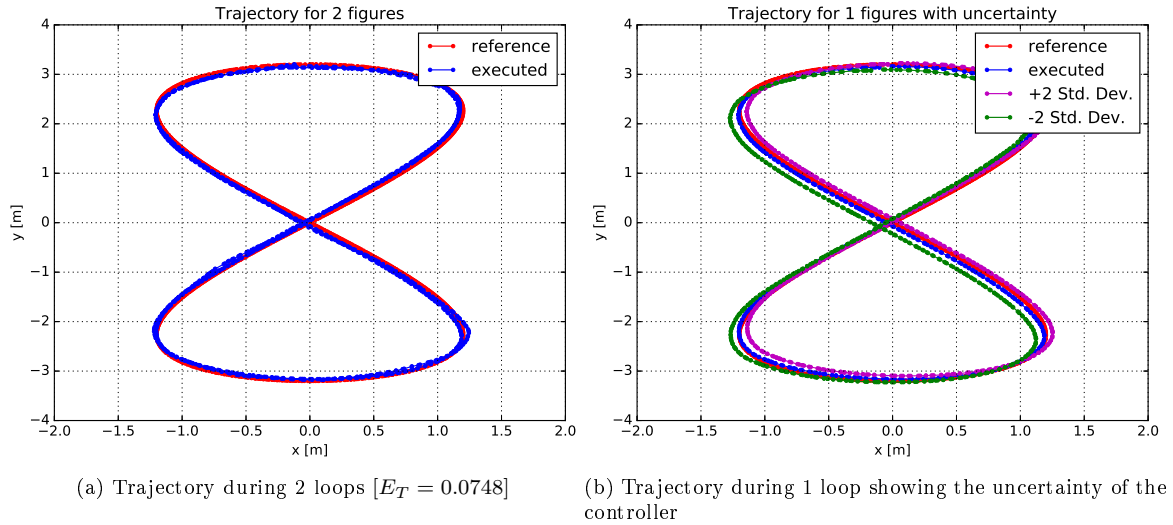 Trajectory for 2 figures
4
3
2
1
0
−1
−2
−3
−4
y [m]
−2.0 −1.5 −1.0 −0.5 0.0 0.5 1.0 1.5 2.0
x [m]
reference
executed
(a) Trajectory during 2 loops [E_T = 0.0748]
Trajectory for 1 figures with uncertainty
4
3
2
1
0
−1
−2
−3
−4
y [m]
−2.0 −1.5 −1.0 −0.5 0.0 0.5 1.0 1.5 2.0
x [m]
reference
executed
+2 Std. Dev.
-2 Std. Dev.
(b) Trajectory during 1 loop showing the uncertainty of the
controller